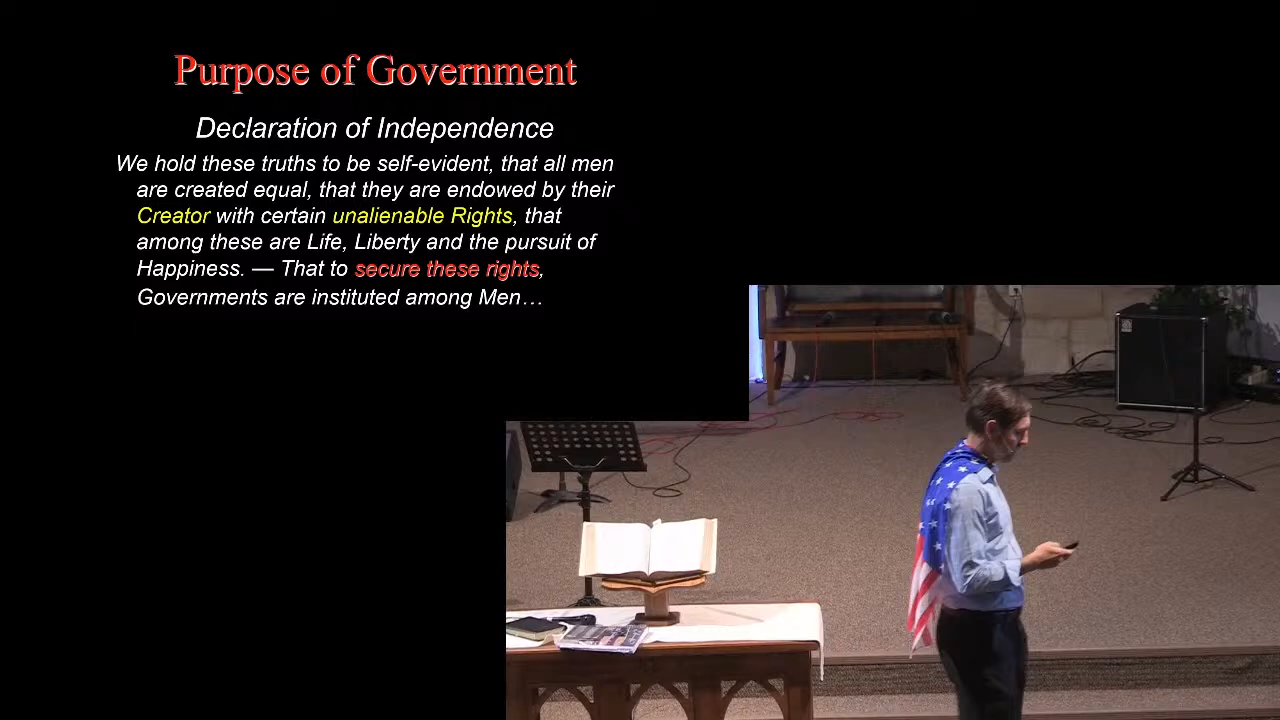 Purpose of Government
Declaration of Independence
We hold these truths to be self-evident, that all men
are created equal, that they are endowed by their
Creator with certain unalienable Rights, that
among these are Life, Liberty and the pursuit of
Happiness. — That to secure these rights,
Governments are instituted among Men…